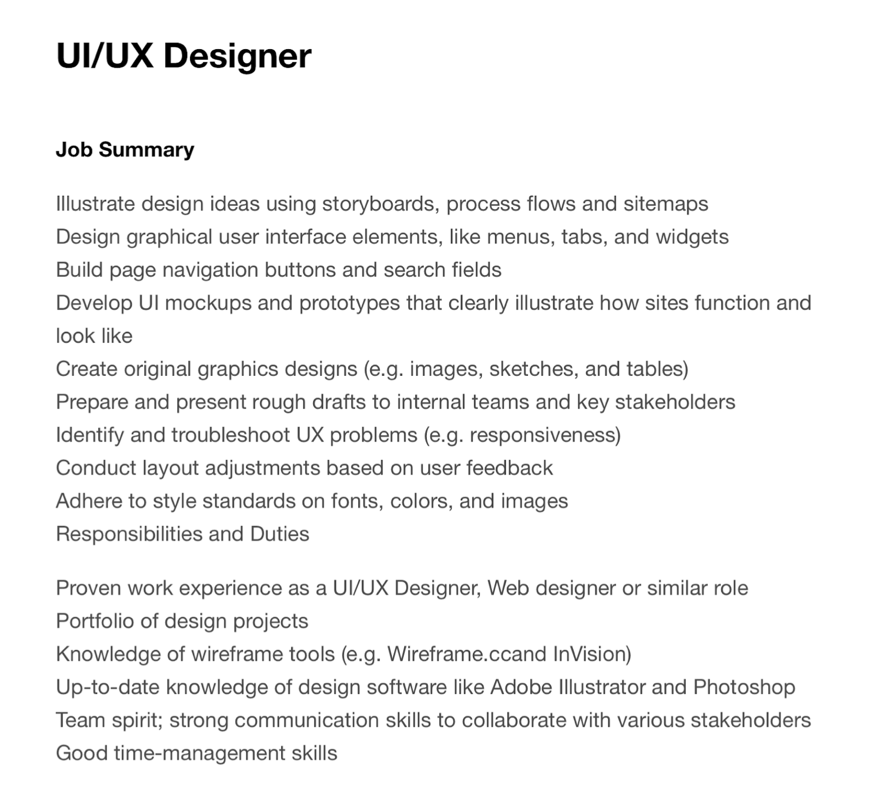 UI/UX Designer
Job Summary
Illustrate design ideas using storyboards, process flows and sitemaps
Design graphical user interface elements, like menus, tabs, and widgets
Build page navigation buttons and search fields
Develop UI mockups and prototypes that clearly illustrate how sites function and
look like
Create original graphics designs (e.g. images, sketches, and tables)
Prepare and present rough drafts to internal teams and key stakeholders
Identify and troubleshoot UX problems (e.g. responsiveness)
Conduct layout adjustments based on user feedback
Adhere to style standards on fonts, colors, and images
Responsibilities and Duties
Proven work experience as a UI/UX Designer, Web designer or similar role
Portfolio of design projects
Knowledge of wireframe tools (e.g. Wireframe.ccand InVision)
Up-to-date knowledge of design software like Adobe Illustrator and Photoshop
Team spirit; strong communication skills to collaborate with various stakeholders
Good time-management skills